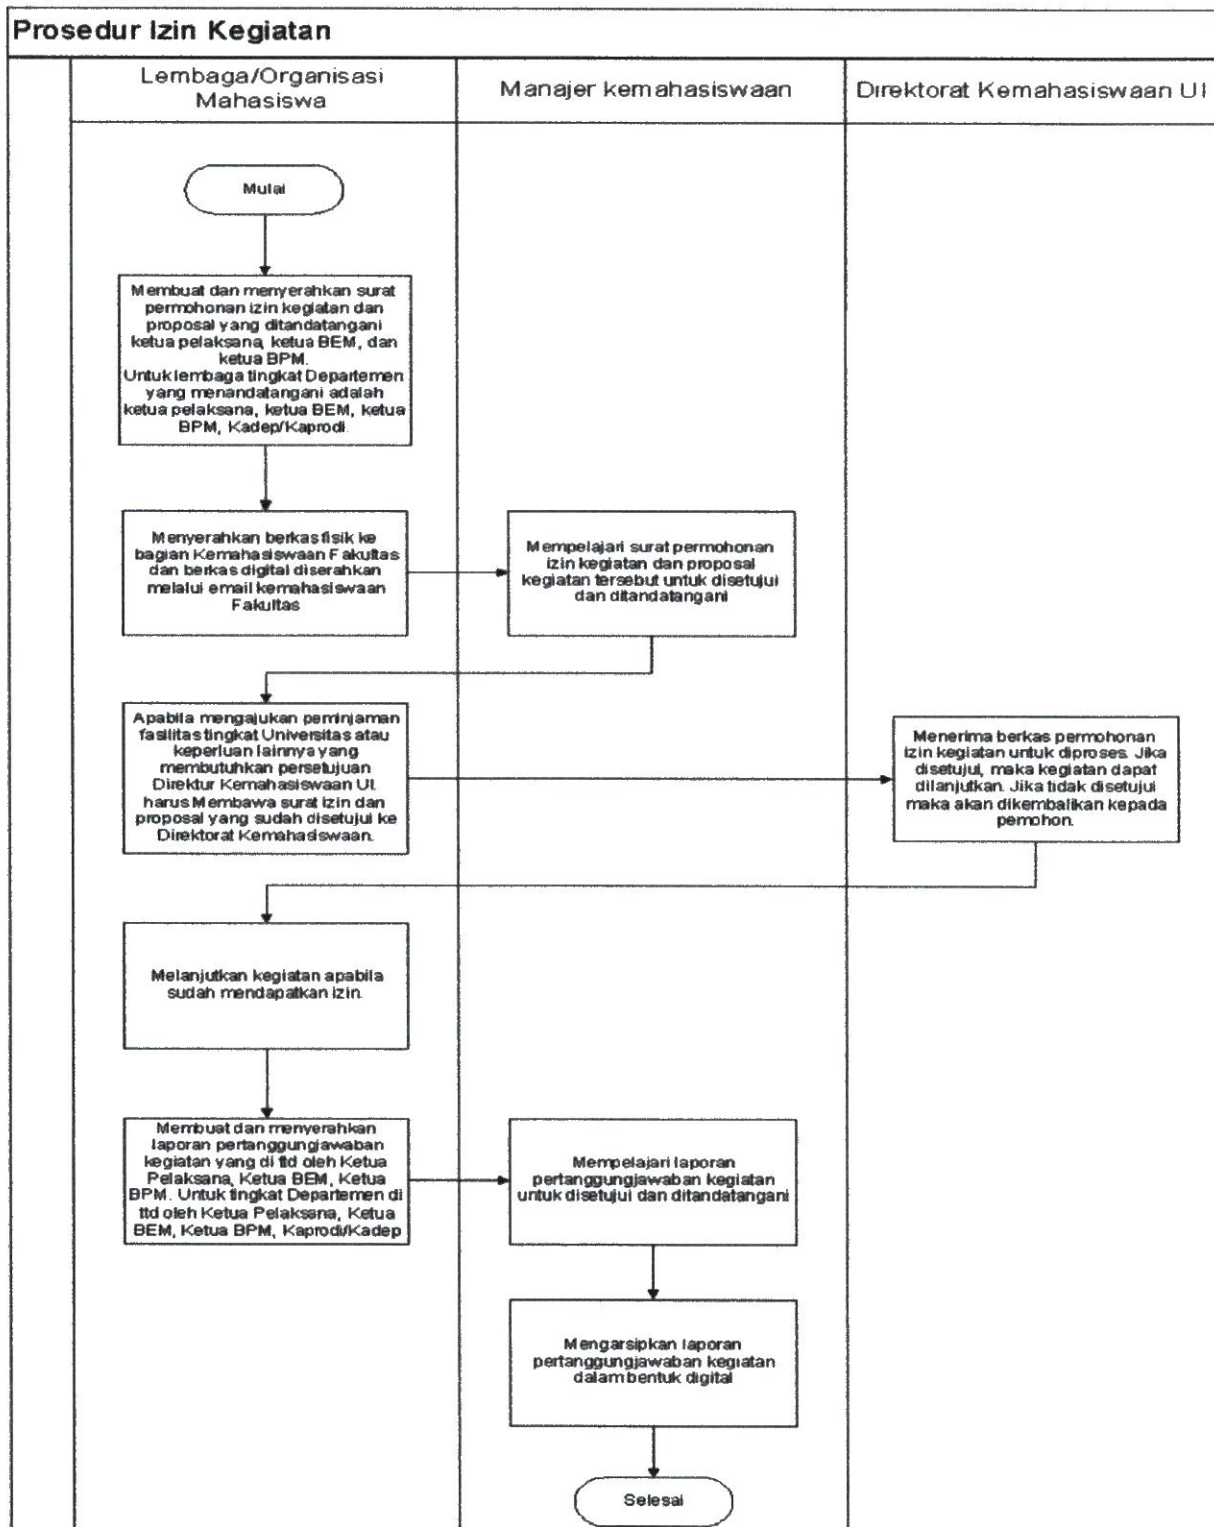 Prosedur Izin Kegiatan
Lembaga/Organisasi
Mahasiswa
Manajer kemahasiswaan
Direktorat Kemahasiswaan UI
Mulai
Membuat dan menyerahkan surat
permohonan izin kegiatan dan
proposal yang ditandatangani
ketua pelaksana, ketua BEM, dan
ketua BPM.
Untuk lembaga tingkat Departemen
yang menandatangani adalah
ketua pelaksana, ketua BEM, ketua
BPM, Kadep/Kaprodi.
Menyerahkan berkas fisik ke
bagian Kemahasiswaan Fakultas
dan berkas digital diserahkan
melalui email kemahasiswaan
Fakultas
Mempelajari surat permohonan
izin kegiatan dan proposal
kegiatan tersebut untuk disetujui
dan ditandatangani
Apabila mengajukan peminjaman
fasilitas tingkat Universitas atau
keperluan lainnya yang
membutuhkan persetujuan
Direktur Kemahasiswaan UI.
harus Membawa surat izin dan
proposal yang sudah disetujui ke
Direktorat Kemahasiswaan.
Menerima berkas permohonan
izin kegiatan untuk diproses. Jika
disetujui, maka kegiatan dapat
dilanjutkan. Jika tidak disetujui
maka akan dikembalikan kepada
pemohon.
Melanjutkan kegiatan apabila
sudah mendapatkan izin.
Membuat dan menyerahkan
laporan pertanggungjawaban
kegiatan yang di ttd oleh Ketua
Pelaksana, Ketua BEM, Ketua
BPM. Untuk tingkat Departemen di
ttd oleh Ketua Pelaksana, Ketua
BEM, Ketua BPM, Kaprodi/Kadep
Mempelajari laporan
pertanggungjawaban kegiatan
untuk disetujui dan ditandatangani
Mengarsipkan laporan
pertanggungjawaban kegiatan
dalam bentuk digital
Selesai